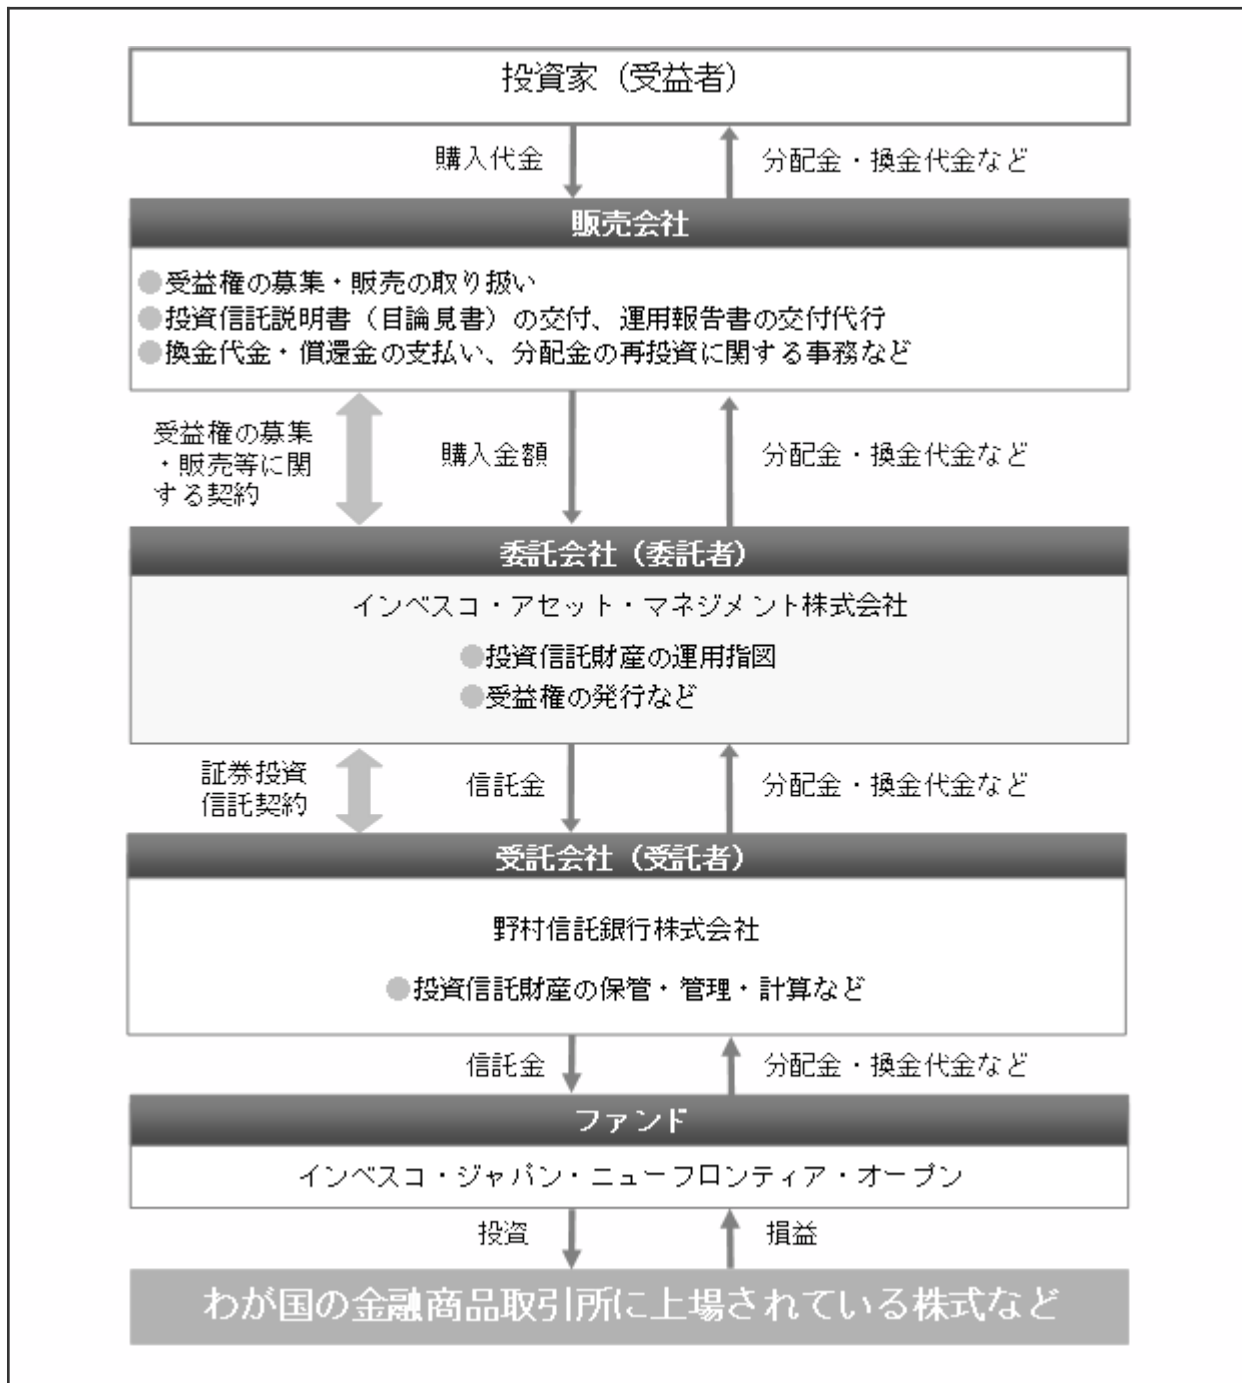 投資家（受益者）
購入代金
分配金・換金代金など
販売会社
●受益権の募集・販売の取り扱い
●投資信託説明書（目論見書）の交付、運用報告書の交付代行
●換金代金・償還金の支払い、分配金の再投資に関する事務など
受益権の募集
・販売等に関
する契約
購入金額
分配金・換金代金など
委託会社（委託者）
インベスコ・アセット・マネジメント株式会社
●投資信託財産の運用指図
●受益権の発行など
証券投資
信託契約
信託金
分配金・換金代金など
受託会社（受託者）
野村信託銀行株式会社
●投資信託財産の保管・管理・計算など
信託金
分配金・換金代金など
ファンド
インベスコ・ジャパン・ニューフロンティア・オープン
投資
損益
わが国の金融商品取引所に上場されている株式など